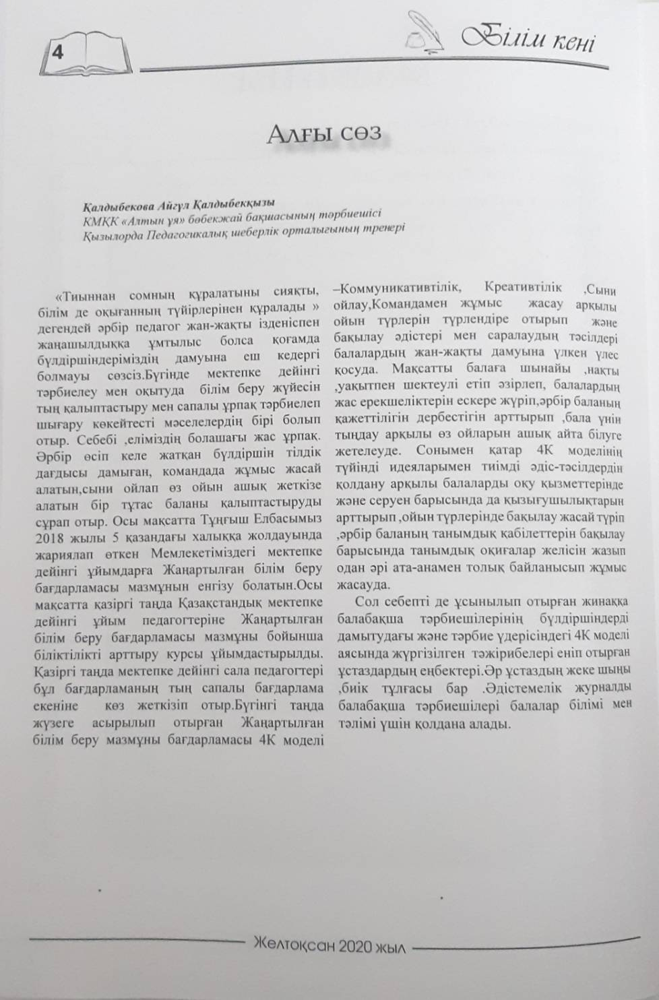 4
Білім кені
Алғы сөз
Қалдыбекова Айгүл Қалдыбекқызы
КМҚК «Алтын ұя» бөбекжай бақшасының тәрбиешісі
Қызылорда Педагогикалық шеберлік орталығының тренері
«Тиыннан сомның құралатыны сияқты,
білім де оқығанның түйірлерінен құралады »
дегендей әрбір педагог жан-жақты ізденіспен
жаңашылдыққа ұмтылыс болса қоғамда
бүлдіршіндеріміздің дамуына еш кедергі
болмауы сөзсіз.Бүгінде мектепке дейінгі
тәрбиелеу мен оқытуда білім беру жүйесін
тың қалыптастыру мен сапалы ұрпақ тәрбиелеп
шығару көкейтесті мәселелердің бірі болып
отыр. Себебі ,еліміздің болашағы жас ұрпақ.
Әрбір өсіп келе жатқан бүлдіршін тілдік
дағдысы дамыған, командада жұмыс жасай
алатын,сыни ойлап өз ойын ашық жеткізе
алатын бір тұтас баланы қалыптастыруды
сұрап отыр. Осы мақсатта Тұңғыш Елбасымыз
2018 жылы 5 қазандағы халыққа жолдауында
жариялап өткен Мемлекетіміздегі мектепке
дейінгі ұйымдарға Жаңартылған білім беру
бағдарламасы мазмұнын енгізу болатын.Осы
мақсатта қазіргі таңда Қазақстандық мектепке
дейінгі ұйым педагогтеріне Жаңартылған
білім беру бағдарламасы мазмұны бойынша
біліктілікті арттыру курсы ұйымдастырылды.
Қазіргі таңда мектепке дейінгі сала педагогтері
бұл бағдарламаның тың сапалы бағдарлама
екеніне көз жеткізіп отыр.Бүгінгі таңда
жүзеге асырылып отырған Жаңартылған
білім беру мазмұны бағдарламасы 4К моделі
–Коммуникативтілік, Креативтілік ,Сыни
ойлау,Командамен жұмыс жасау арқылы
ойын түрлерін түрлендіре отырып және
бақылау әдістері мен саралаудың тәсілдері
балалардың жан-жақты дамуына үлкен үлес
қосуда. Мақсатты балаға шынайы ,нақты
,уақытпен шектеулі етіп әзірлеп, балалардың
жас ерекшеліктерін ескере жүріп,әрбір баланың
қажеттілігін дербестігін арттырып ,бала үнін
тыңдау арқылы өз ойларын ашық айта білуге
жетелеуде. Сонымен қатар 4К моделінің
түйінді идеяларымен тиімді әдіс-тәсілдердін
қолдану арқылы балаларды оқу қызметтерінде
және серуен барысында да қызығушылықтарын
арттырып ,ойын түрлерінде бақылау жасай түріп
,әрбір баланың танымдық қабілеттерін бақылау
барысында танымдық оқиғалар желісін жазып
одан әрі ата-анамен толық байланысып жұмыс
жасауда.
Сол себепті де ұсынылып отырған жинаққа
балабақша тәрбиешілерінің бүлдіршіндерді
дамытудағы және тәрбие үдерісіндегі 4К моделі
аясында жүргізілген тәжірибелері еніп отырған
ұстаздардың еңбектері.Әр ұстаздың жеке шыңы
,биік тұлғасы бар .Әдістемелік журналды
балабақша тәрбиешілері балалар білімі мен
тәлімі үшін қолдана алады.
Желтоқсан 2020 жыл